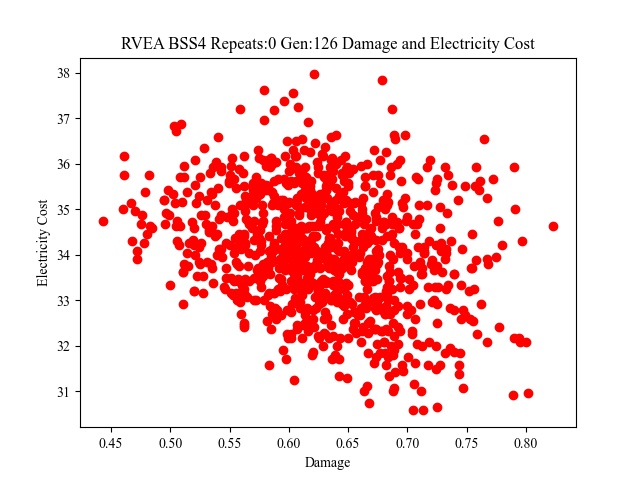 RVEA BSS4 Repeats:0 Gen:126 Damage and Electricity Cost
38
37
36
35
34
33
32
31
Electricity Cost
0.45 0.50 0.55 0.60 0.65 0.70 0.75 0.80
Damage